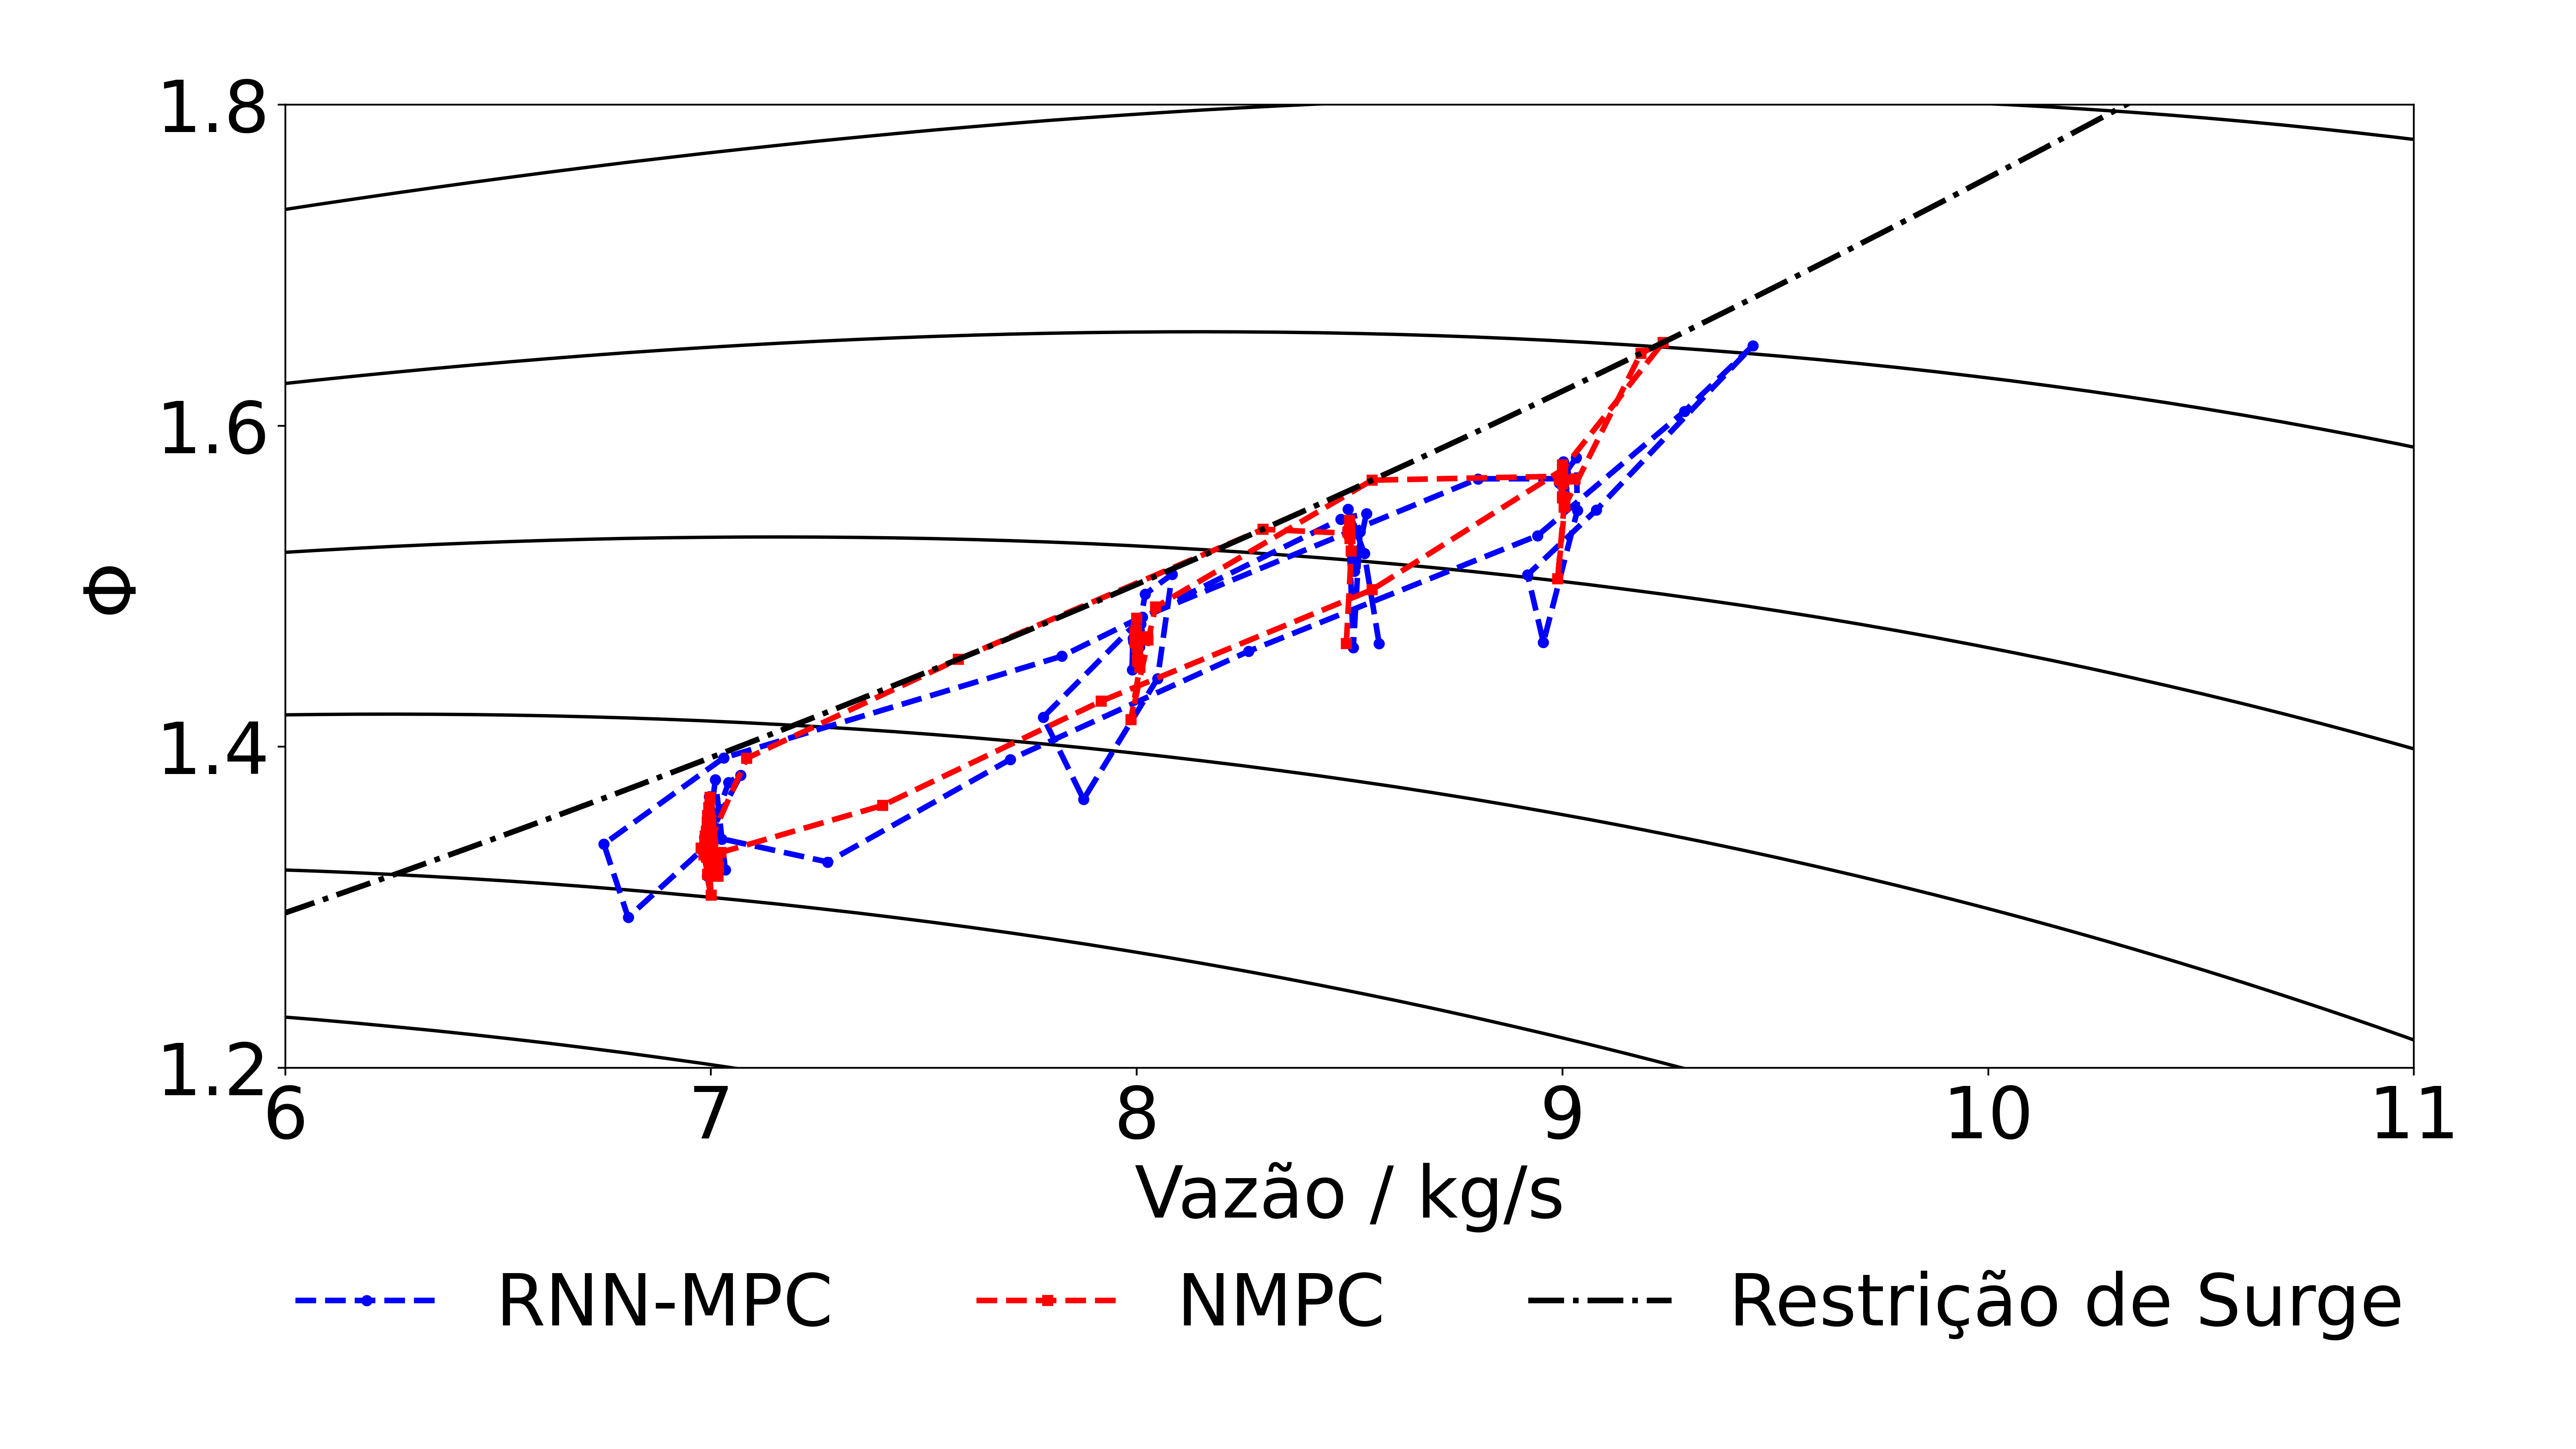 1.8
1.6
Φ
1.4
1.2
6 7 8 9 10 11
Vazão / kg/s
RNN-MPC NMPC Restrição de Surge